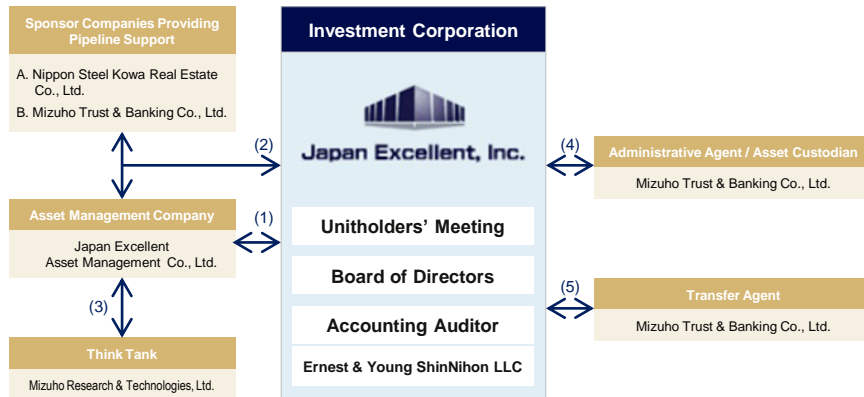 Sponsor Companies Providing
Pipeline Support
A. Nippon Steel Kowa Real Estate
Co., Ltd.
B. Mizuho Trust & Banking Co., Ltd.
(2)
Asset Management Company
Japan Excellent
Asset Management Co., Ltd.
(1)
(3)
Think Tank
Mizuho Research & Technologies, Ltd.
Investment Corporation
Japan Excellent, Inc.
Unitholders' Meeting
Board of Directors
Accounting Auditor
Ernest & Young ShinNihon LLC
(4)
Administrative Agent / Asset Custodian
Mizuho Trust & Banking Co., Ltd.
(5)
Transfer Agent
Mizuho Trust & Banking Co., Ltd.